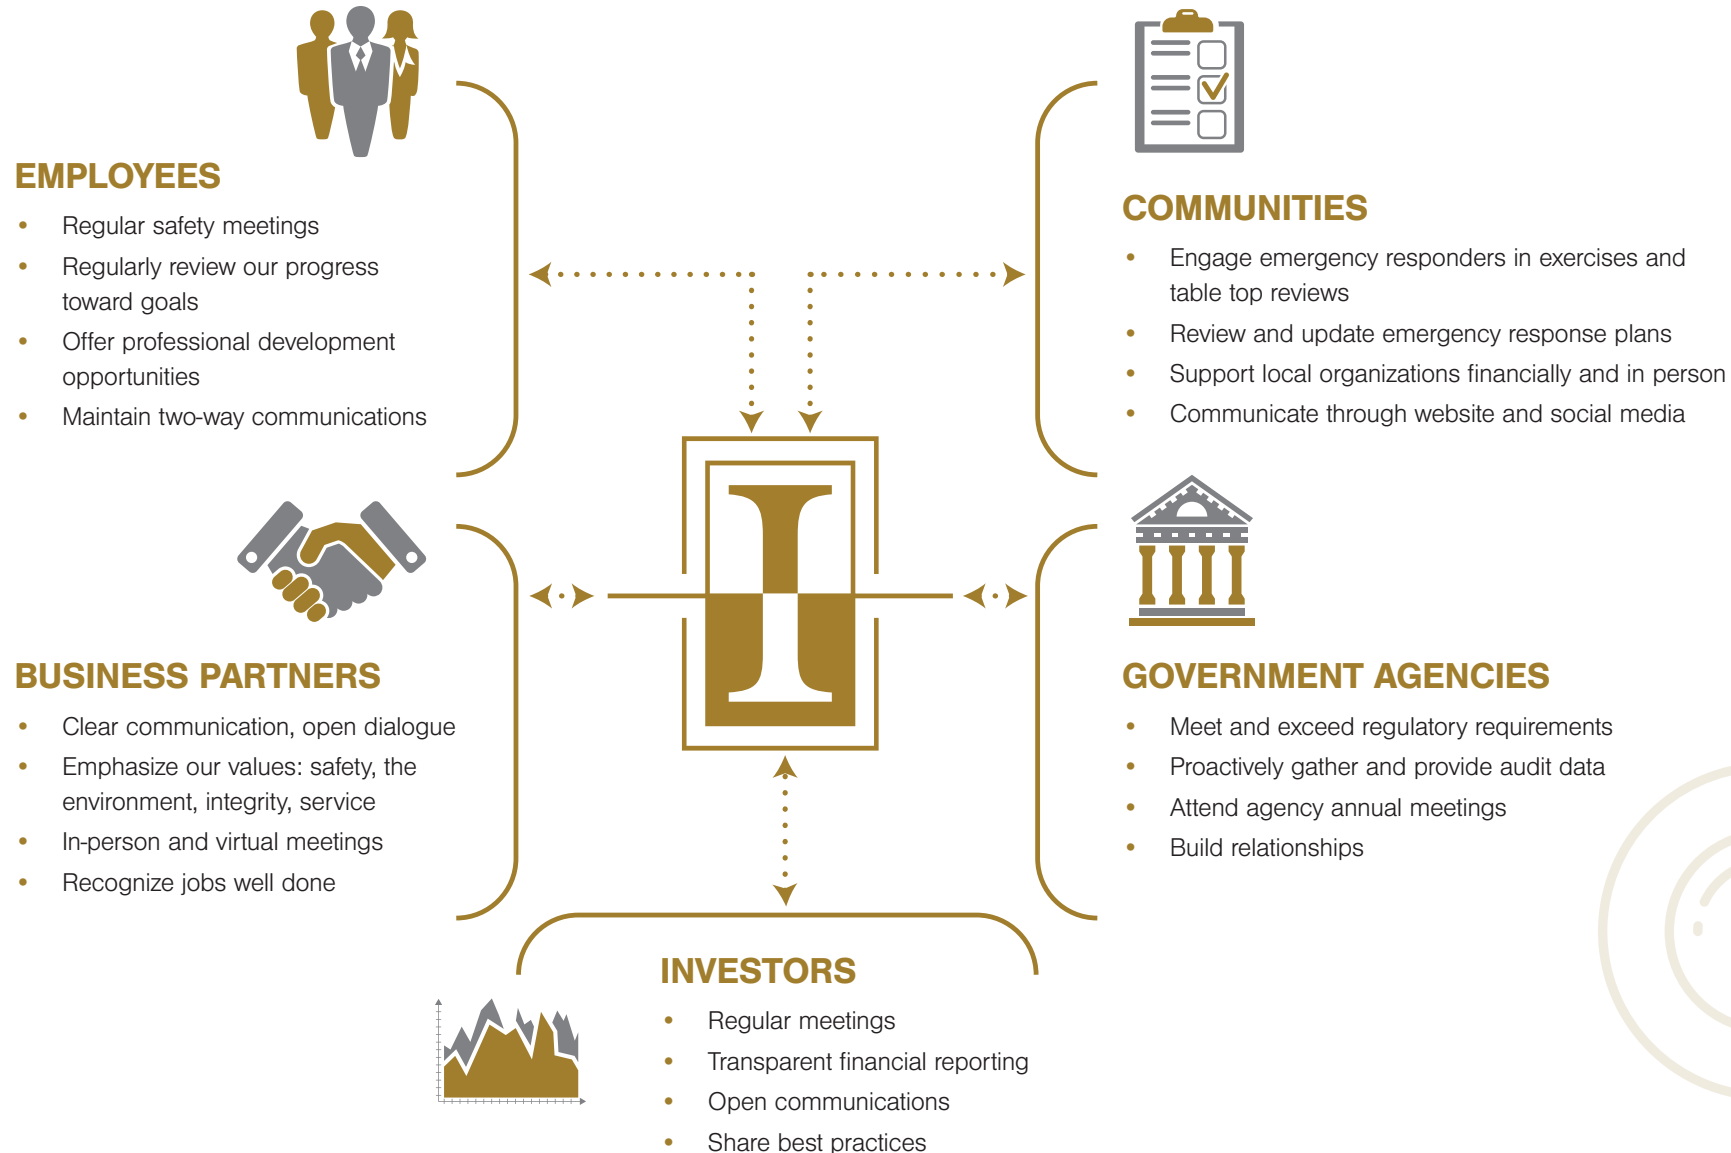 EMPLOYEES
• Regular safety meetings
• Regularly review our progress
toward goals
• Offer professional development
opportunities
• Maintain two-way communications
COMMUNITIES
• Engage emergency responders in exercises and
table top reviews
• Review and update emergency response plans
• Support local organizations financially and in person
• Communicate through website and social media
I
BUSINESS PARTNERS
• Clear communication, open dialogue
• Emphasize our values: safety, the
environment, integrity, service
• In-person and virtual meetings
• Recognize jobs well done
GOVERNMENT AGENCIES
• Meet and exceed regulatory requirements
• Proactively gather and provide audit data
• Attend agency annual meetings
• Build relationships
INVESTORS
• Regular meetings
• Transparent financial reporting
• Open communications
• Share best practices